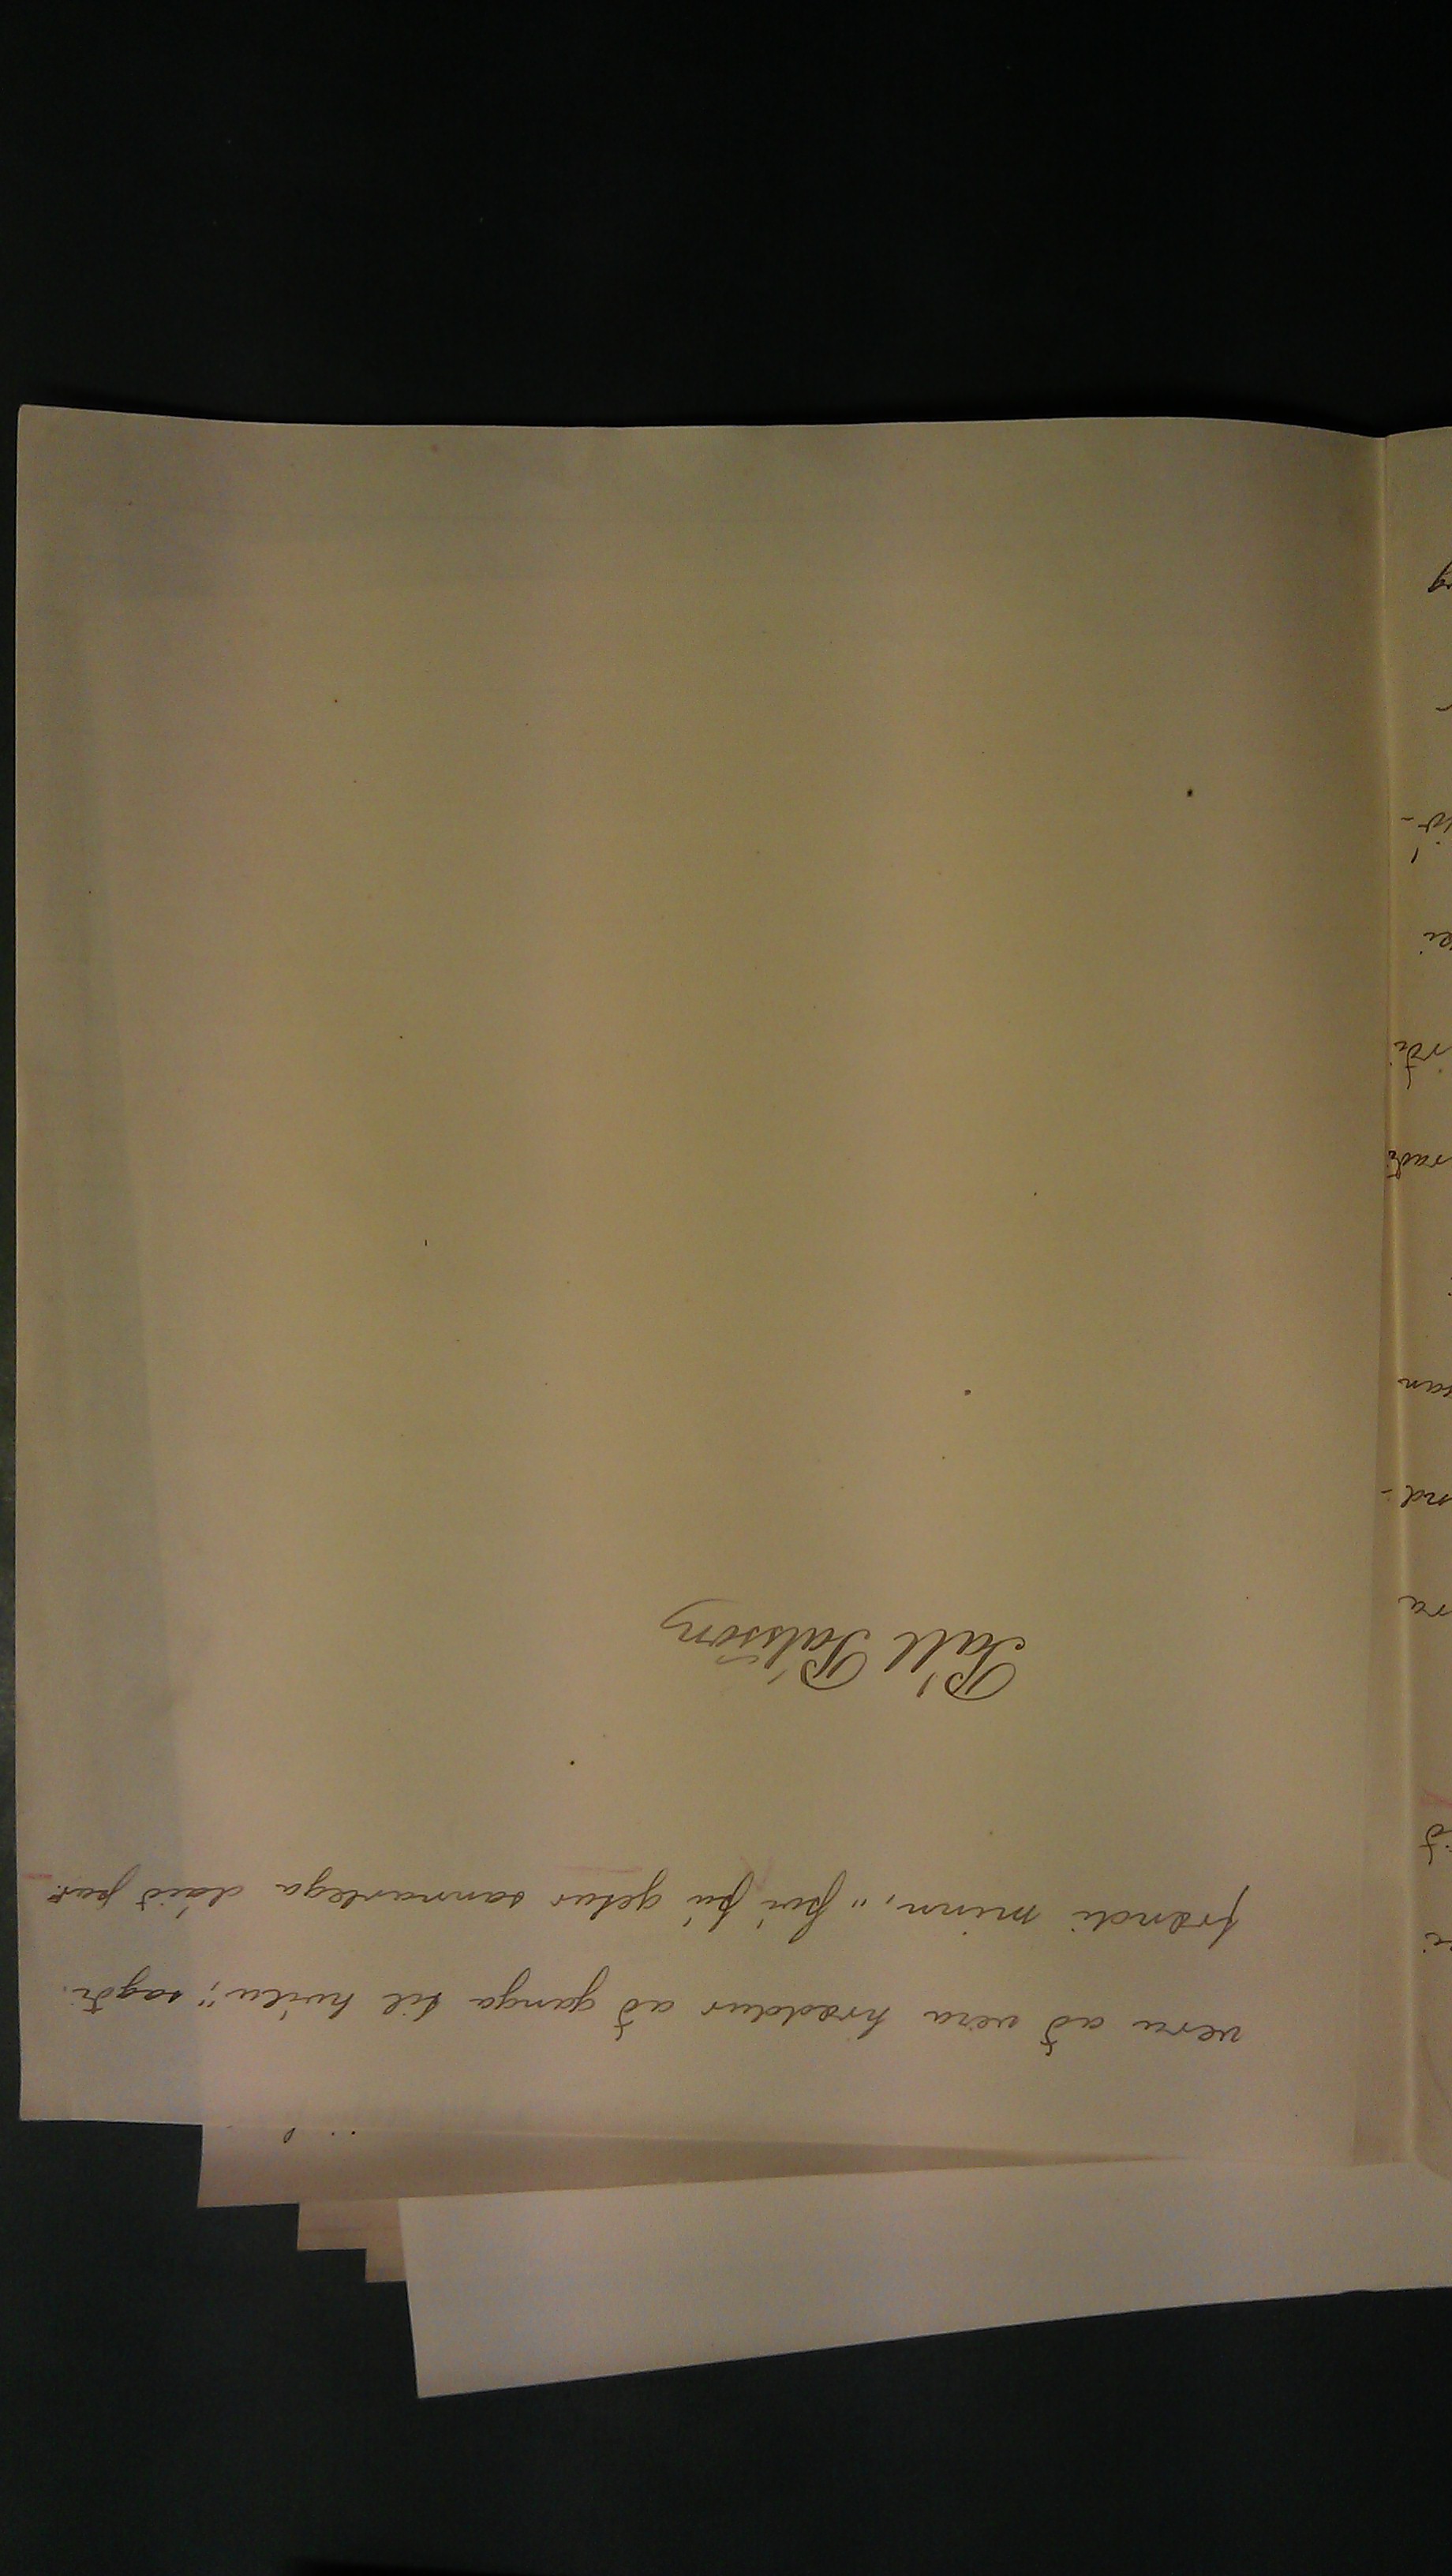 vera að vera hræddur að ganga til hvílu", sagði
frændi minn, „því þú getur sannarlega dáið þar.
Páll Pálsson